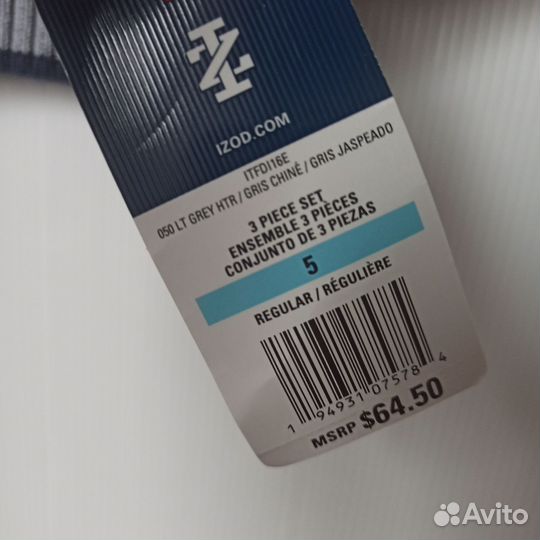 IZOD.COM
ITFDI16E
050 LT GREY HTR / GRIS CHINÉ / GRIS JASPEADO
3 PIECE SET
ENSEMBLE 3 PIÈCES
CONJUNTO DE 3 PIEZAS
5
REGULAR / RÉGULIÈRE
1 94931 07578 4
MSRP $64.50
Avito